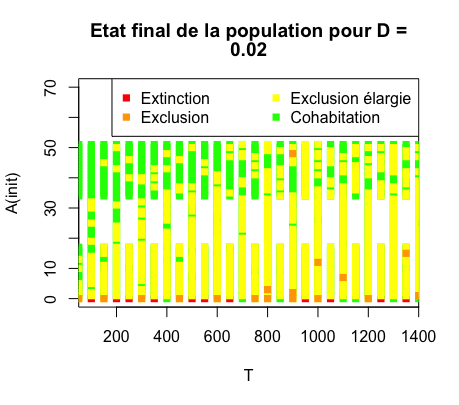 Etat final de la population pour D =
0.02
Extinction
Exclusion
Exclusion élargie
Cohabitation
70
50
30
10
0
A(init)
200 400 600 800 1000 1200 1400
T